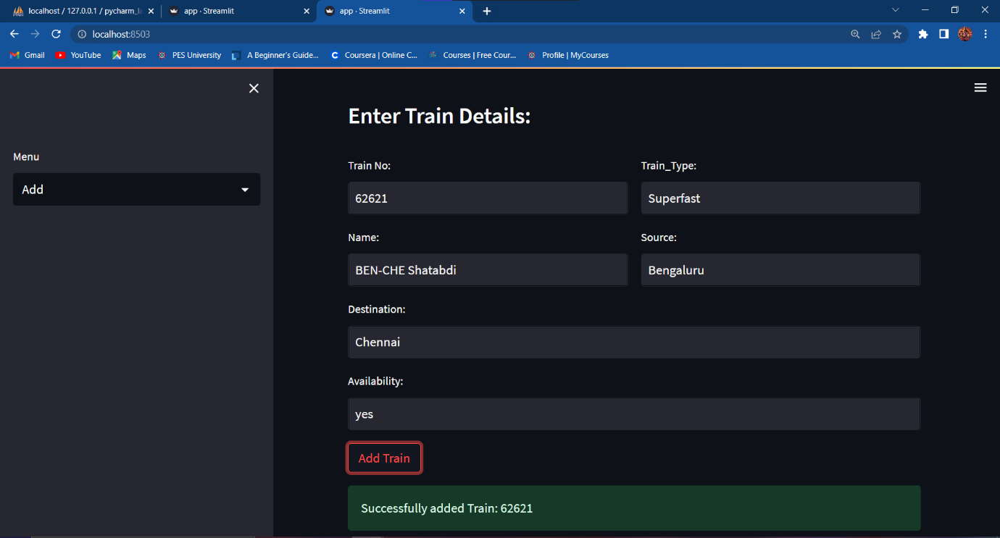 localhost / 127.0.0.1 / pycharm_la
app · Streamlit
app · Streamlit
localhost:8503
Gmail
YouTube
Maps
PES University
A Beginner's Guide...
Coursera | Online C...
Courses | Free Cour...
Profile | MyCourses
Menu
Add
Enter Train Details:
Train No:
62621
Train_Type:
Superfast
Name:
BEN-CHE Shatabdi
Source:
Bengaluru
Destination:
Chennai
Availability:
yes
Add Train
Successfully added Train: 62621